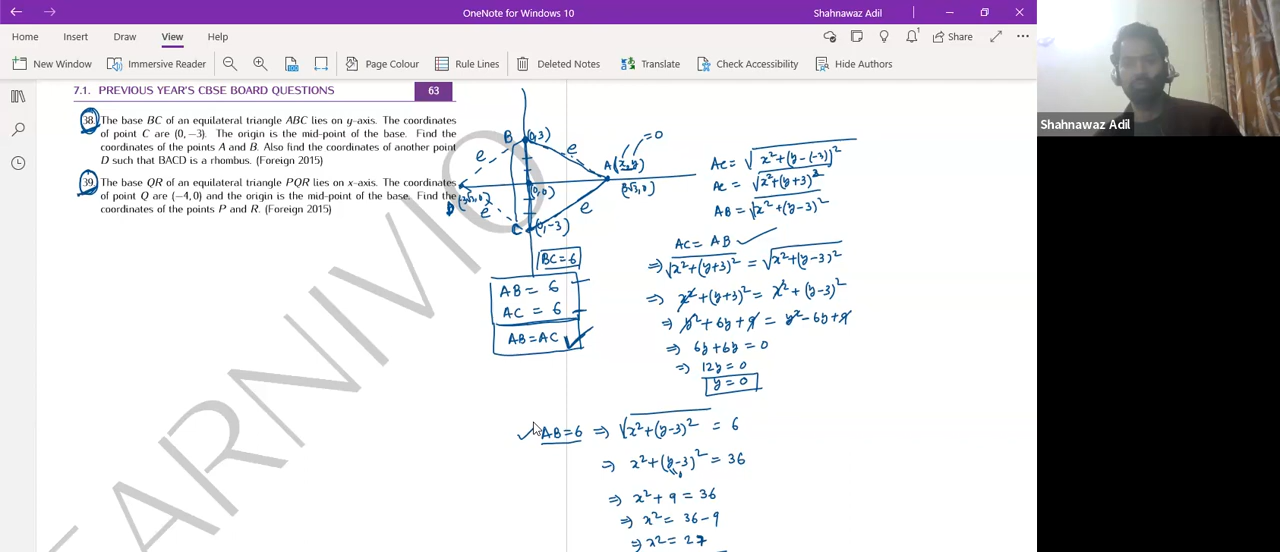 OneNote for Windows 10
Shahnawaz Adil
Home Insert Draw View Help
Share
New Window Immersive Reader Page Colour Rule Lines Deleted Notes Translate Check Accessibility Hide Authors
7.1. PREVIOUS YEAR'S CBSE BOARD QUESTIONS 63
38. The base BC of an equilateral triangle ABC lies on y-axis. The coordinates
of point C are (0, −3). The origin is the mid-point of the base. Find the
coordinates of the points A and B. Also find the coordinates of another point
D such that BACD is a rhombus. (Foreign 2015)
39. The base QR of an equilateral triangle PQR lies on x-axis. The coordinates
of point Q are (−4, 0) and the origin is the mid-point of the base. Find the
coordinates of the points P and R. (Foreign 2015)
B (0,3)
e e
A(x,y) =0
D (-3√3,0) (0,0) (3√3,0)
e e
C (0,-3)
BC=6
AB = 6
AC = 6
AB=AC ✓
AC = √x²+(y-(-3))²
AC = √x²+(y+3)²
AB = √x²+(y-3)²
AC = AB ✓
⇒ √x²+(y+3)² = √x²+(y-3)²
⇒ x²+(y+3)² = x²+(y-3)²
⇒ y²+6y+9 = y²-6y+9
⇒ 6y+6y = 0
⇒ 12y=0
y=0
✓ AB=6 ⇒ √x²+(y-3)² = 6
⇒ x²+(y-3)² = 36
⇒ x²+9 = 36
⇒ x² = 36-9
⇒ x² = 27
Shahnawaz Adil
EARNIVIO